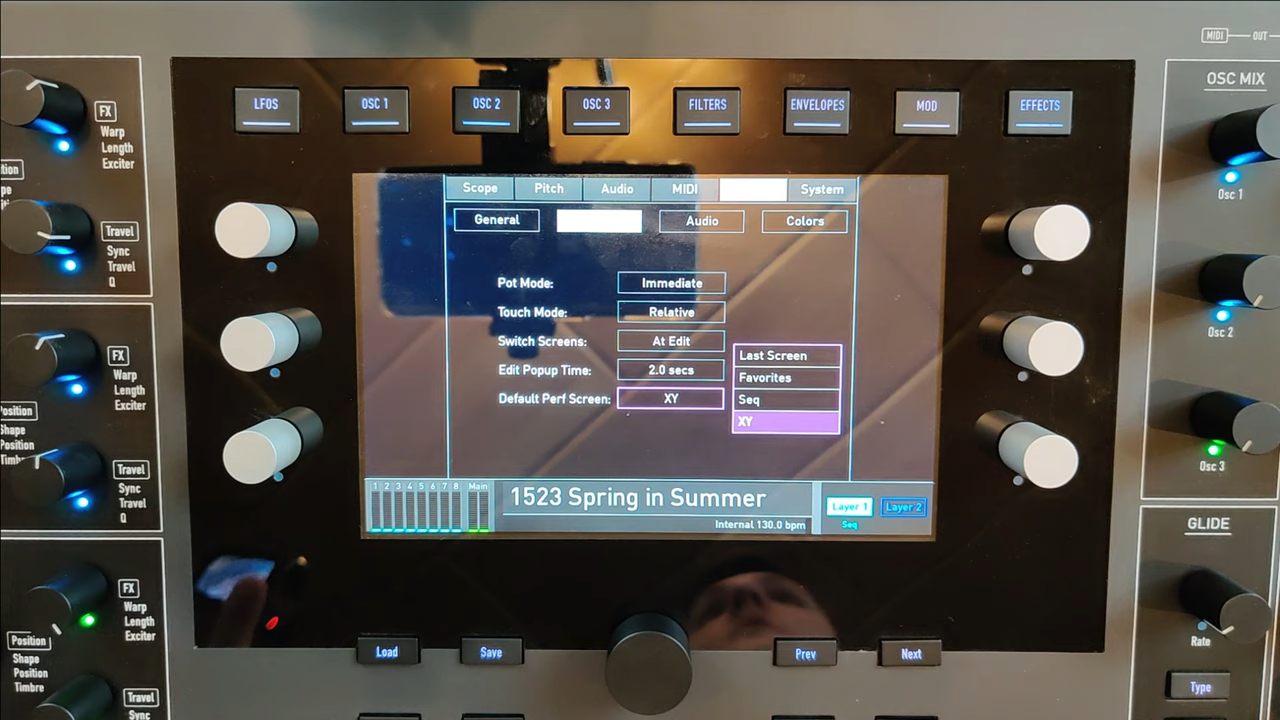 MIDI OUT
LFOS OSC 1 OSC 2 OSC 3 FILTERS ENVELOPES MOD EFFECTS
OSC MIX
FX
Warp
Length
Exciter
Travel
Sync
Travel
Q
FX
Warp
Length
Exciter
Position
Shape
Position
Travel
Sync
Travel
Q
FX
Warp
Length
Exciter
Position
Shape
Position
Timbre
Travel
Sync
Scope Pitch Audio MIDI System
General Audio Colors
Pot Mode: Immediate
Touch Mode: Relative
Switch Screens: At Edit
Edit Popup Time: 2.0 secs
Default Perf Screen: XY
Last Screen
Favorites
Seq
XY
1 2 3 4 5 6 7 8 Main
1523 Spring in Summer
Internal 130.0 bpm
Layer 1 Layer 2
Seq
Osc 1
Osc 2
Osc 3
GLIDE
Rate
Type
Load Save Prev Next